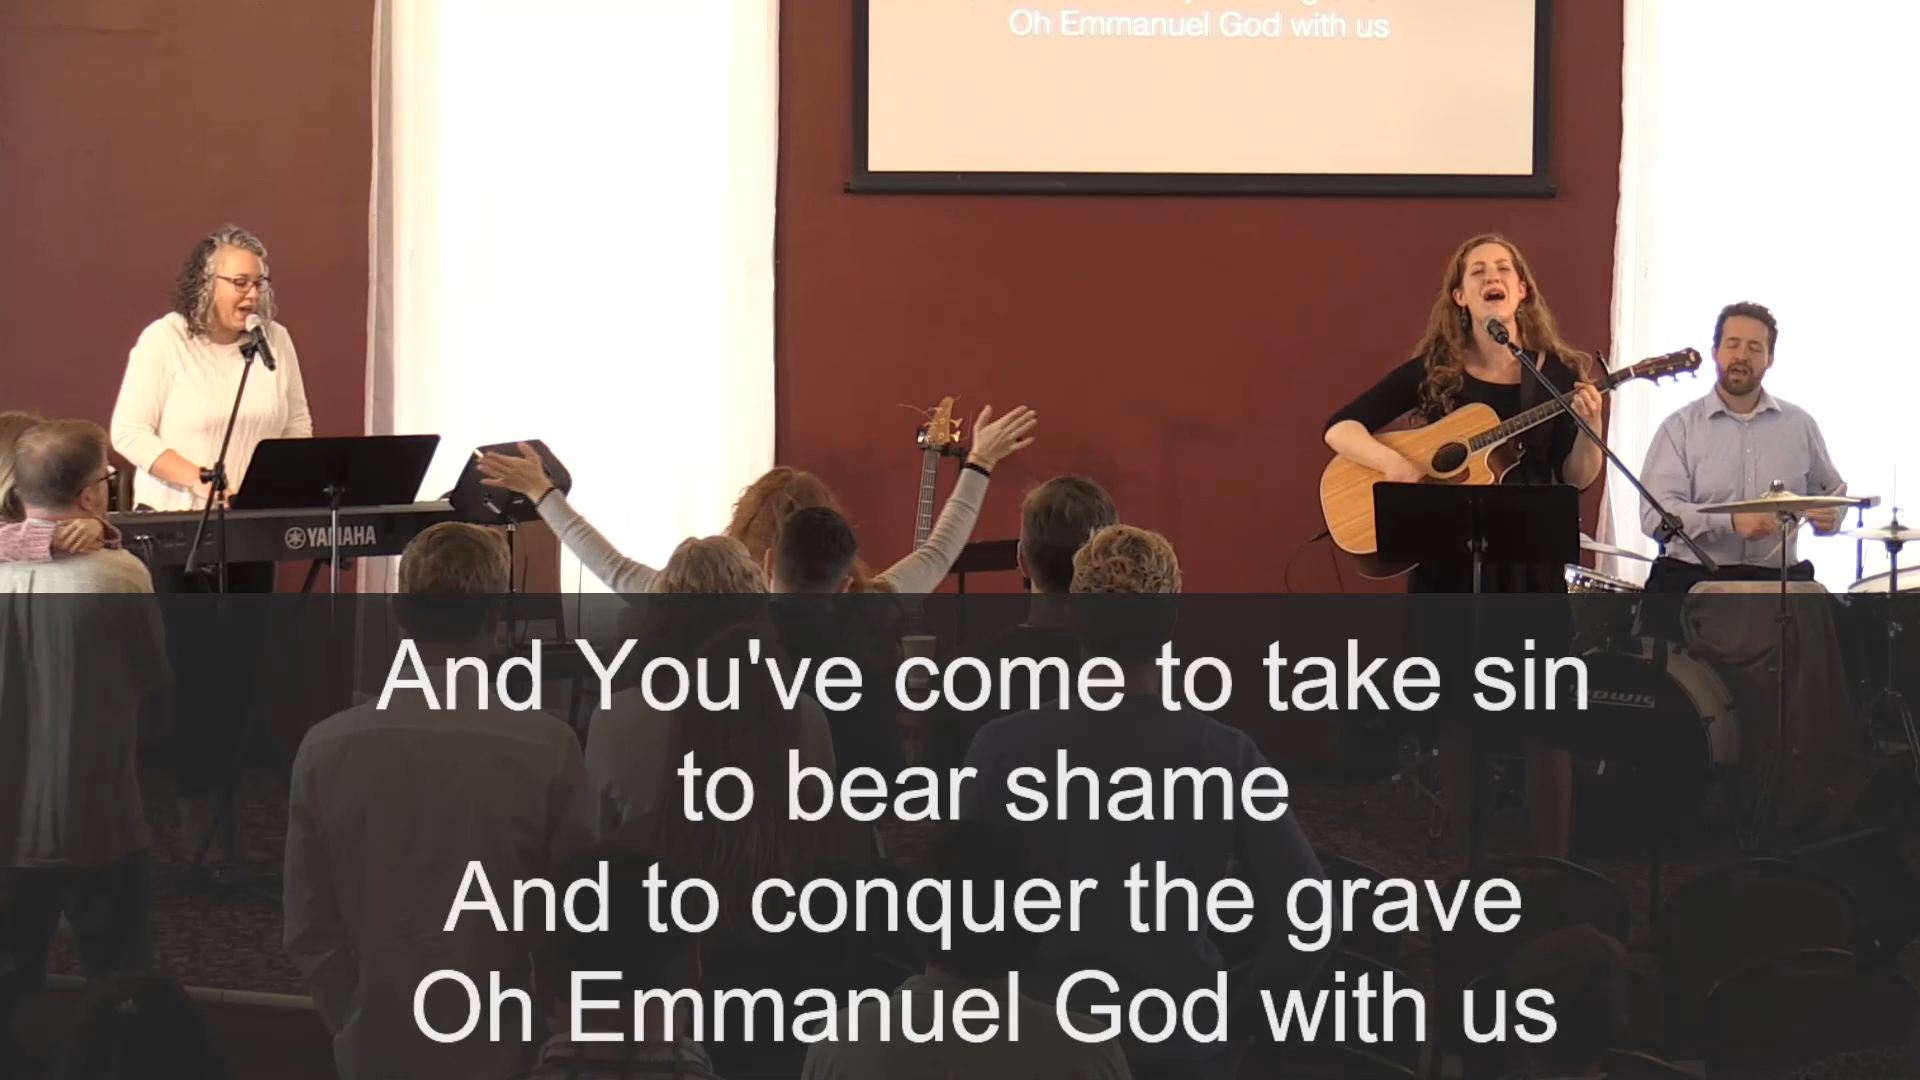 Oh Emmanuel God with us
YAMAHA
And You've come to take sin
to bear shame
And to conquer the grave
Oh Emmanuel God with us